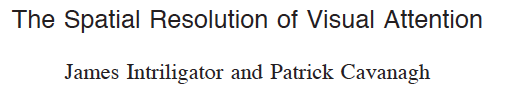 The Spatial Resolution of Visual Attention
James Intriligator and Patrick Cavanagh